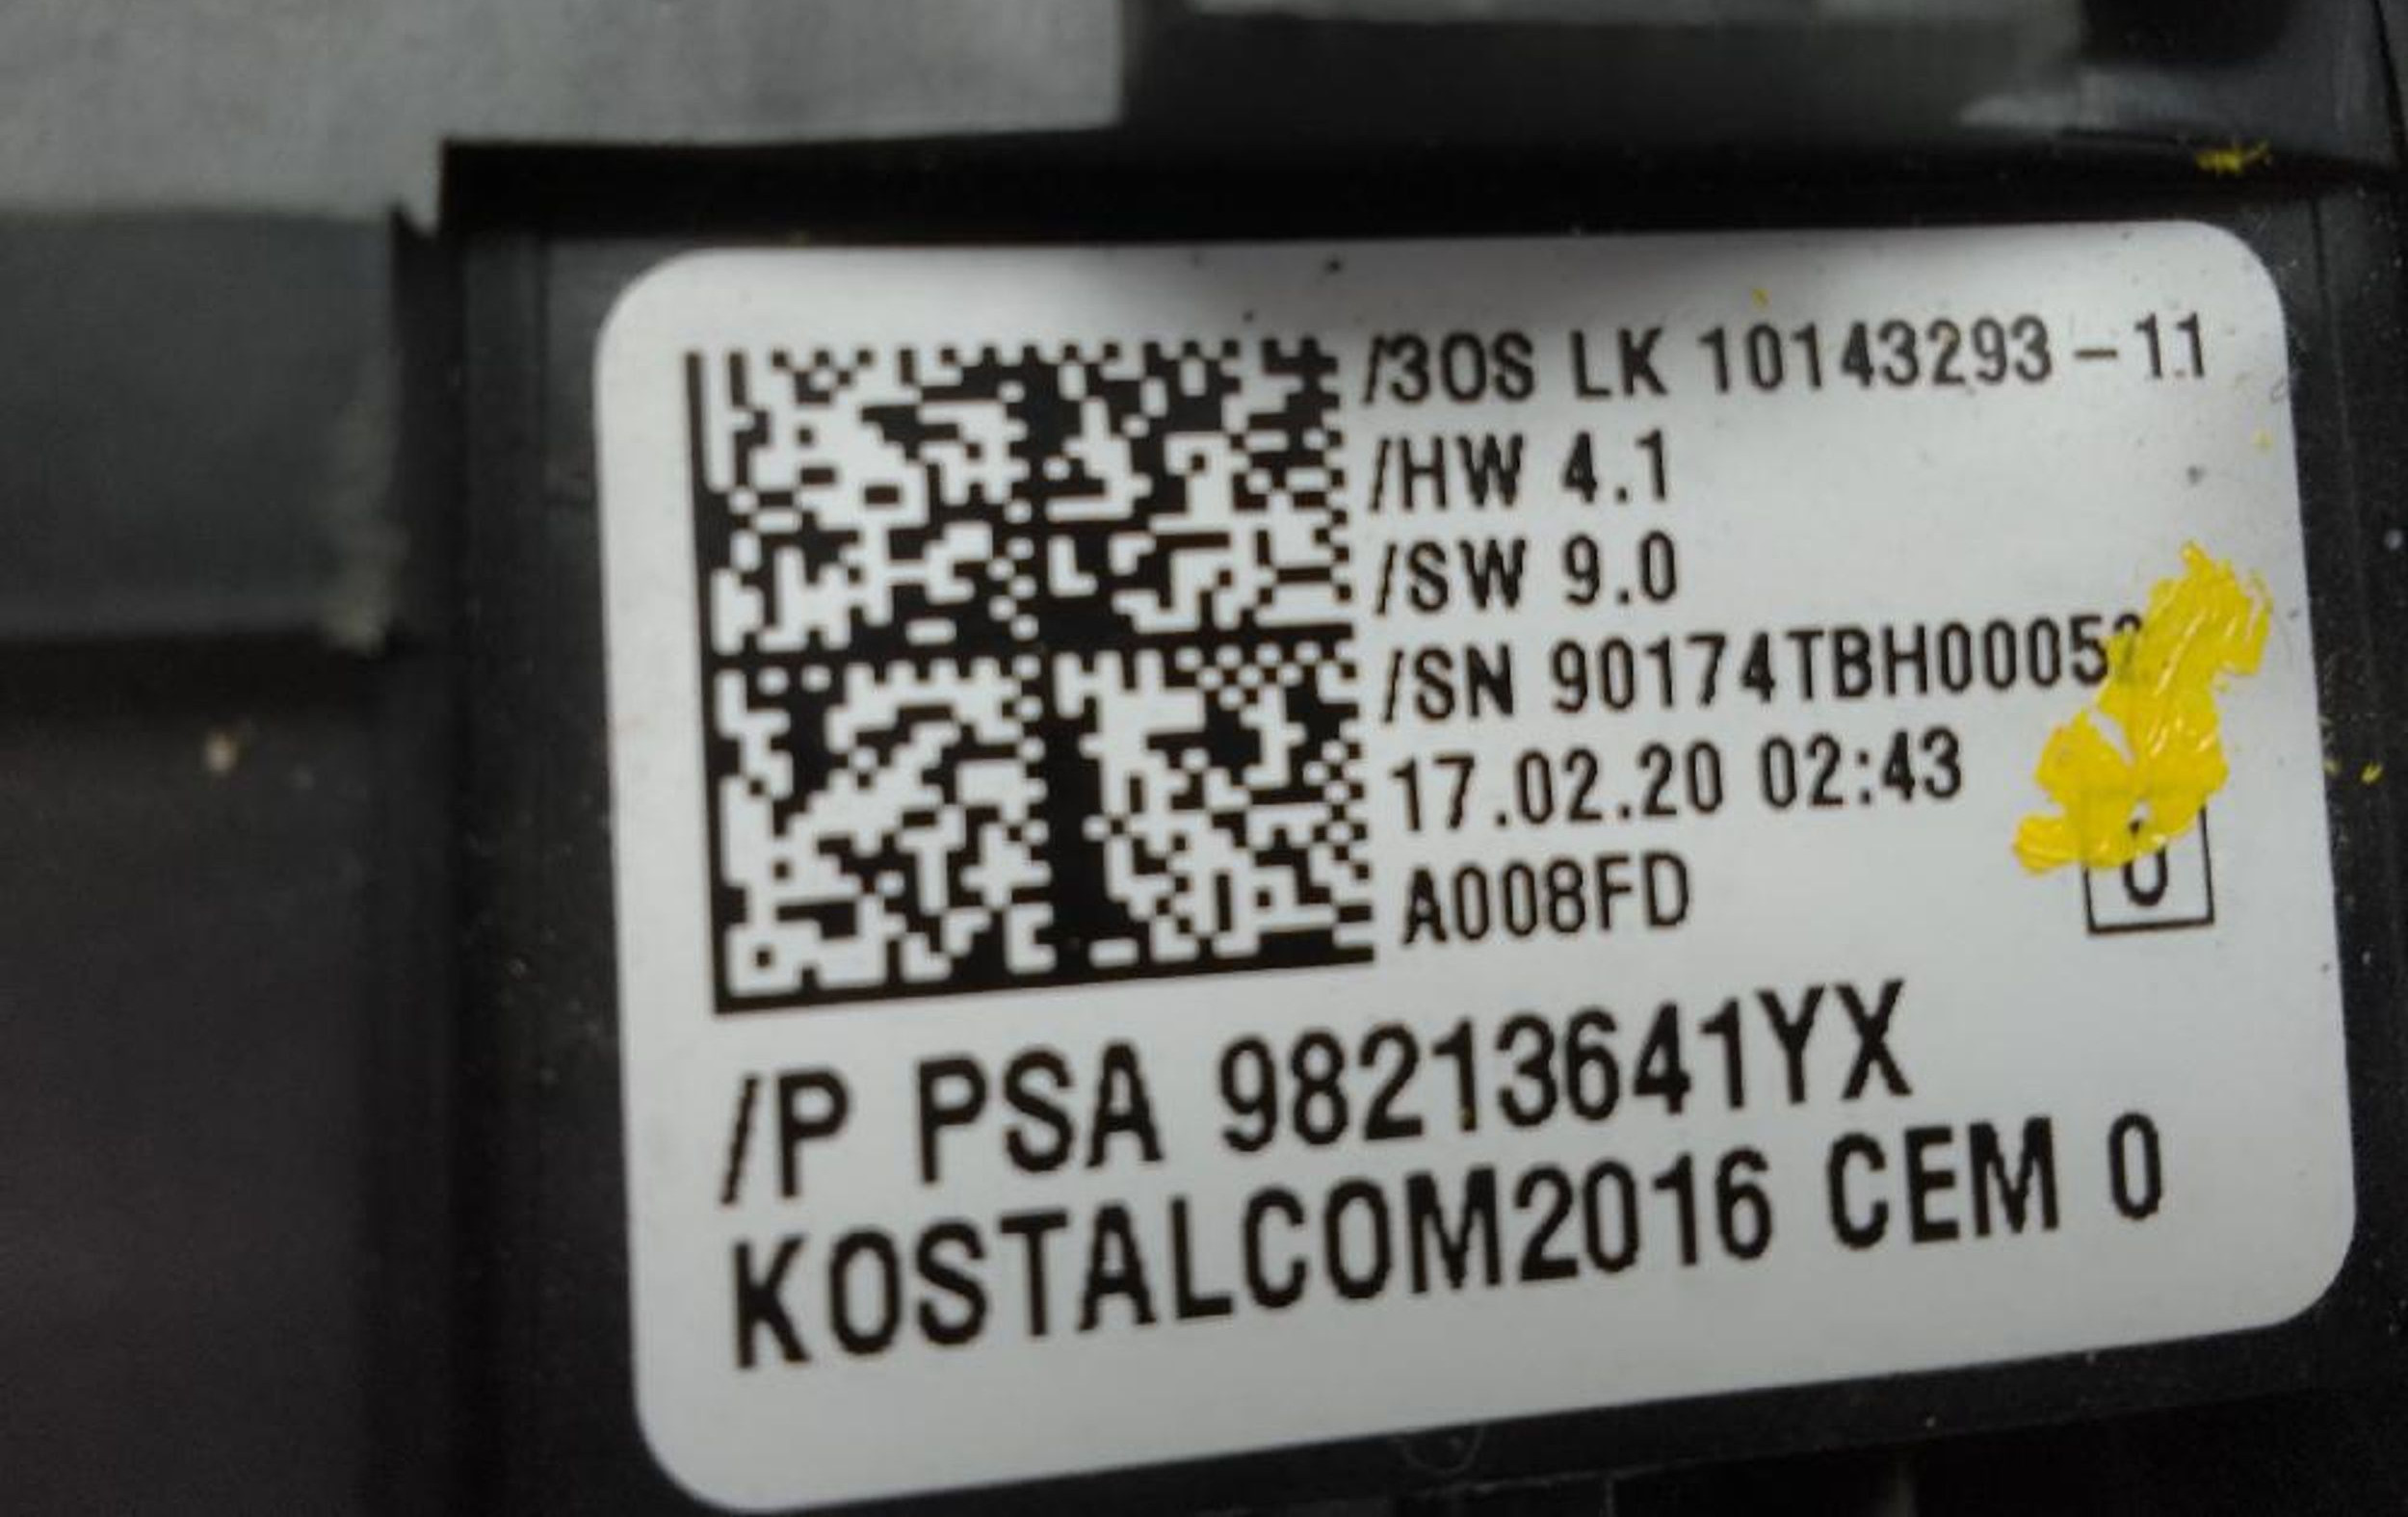 /3OS LK 10143293-11
/HW 4.1
/SW 9.0
/SN
17.02.20 02:43
A008FD
/P PSA 98213641YX
KOSTALCOM2016 CEM 0